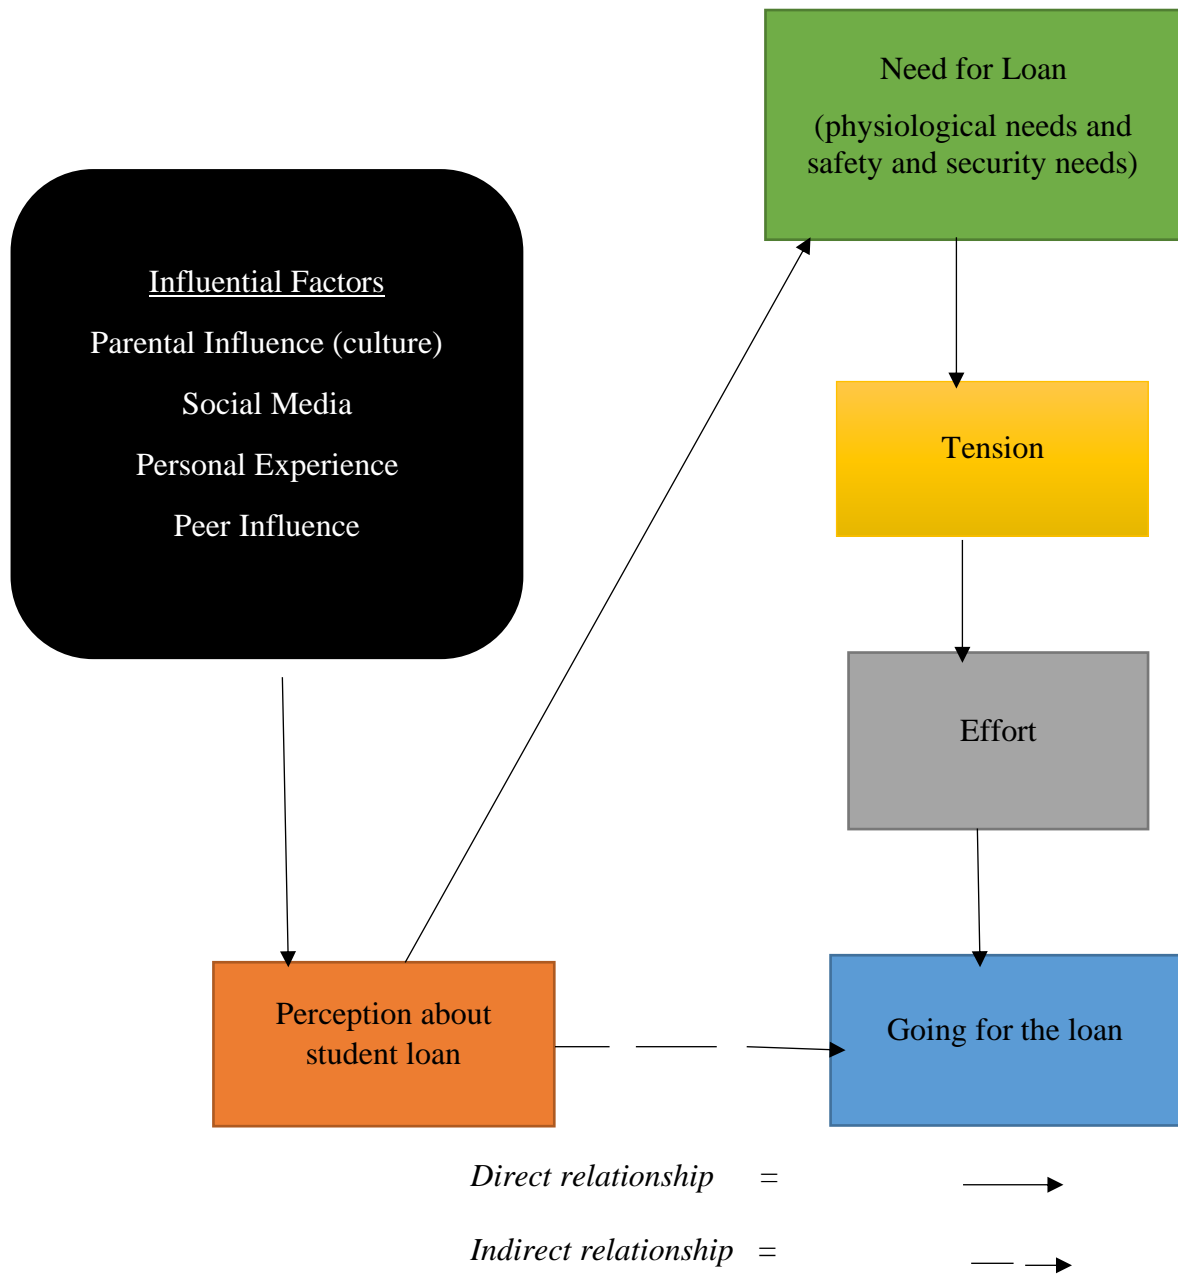 Need for Loan
(physiological needs and
safety and security needs)
Influential Factors
Parental Influence (culture)
Social Media
Personal Experience
Peer Influence
Tension
Effort
Perception about
student loan
Going for the loan
Direct relationship =
Indirect relationship =